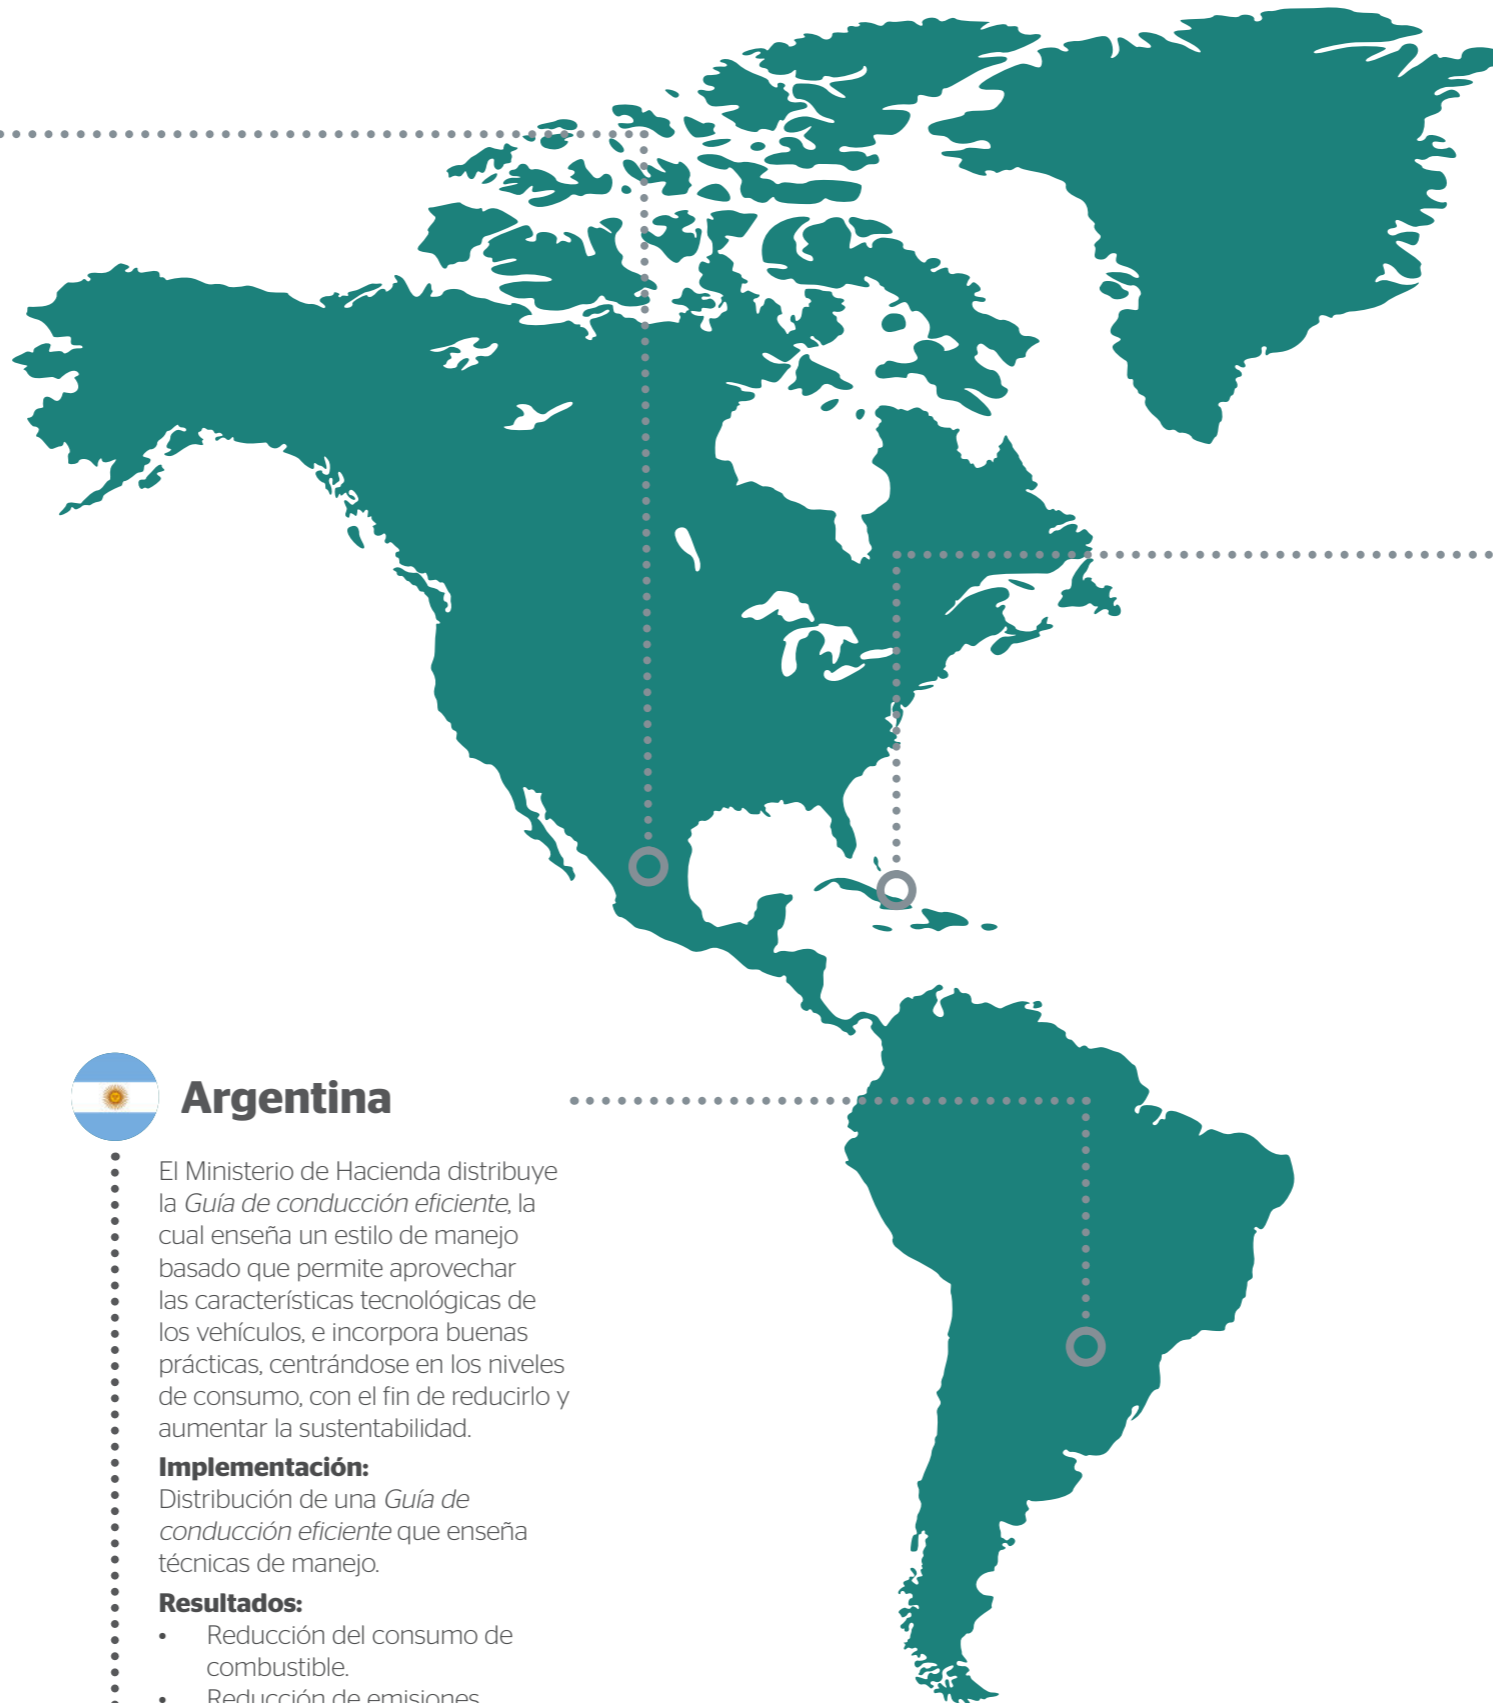 Argentina
El Ministerio de Hacienda distribuye
la Guía de conducción eficiente, la
cual enseña un estilo de manejo
basado que permite aprovechar
las características tecnológicas de
los vehículos, e incorpora buenas
prácticas, centrándose en los niveles
de consumo, con el fin de reducirlo y
aumentar la sustentabilidad.
Implementación:
Distribución de una Guía de
conducción eficiente que enseña
técnicas de manejo.
Resultados:
• Reducción del consumo de
combustible.
• Reducción de emisiones